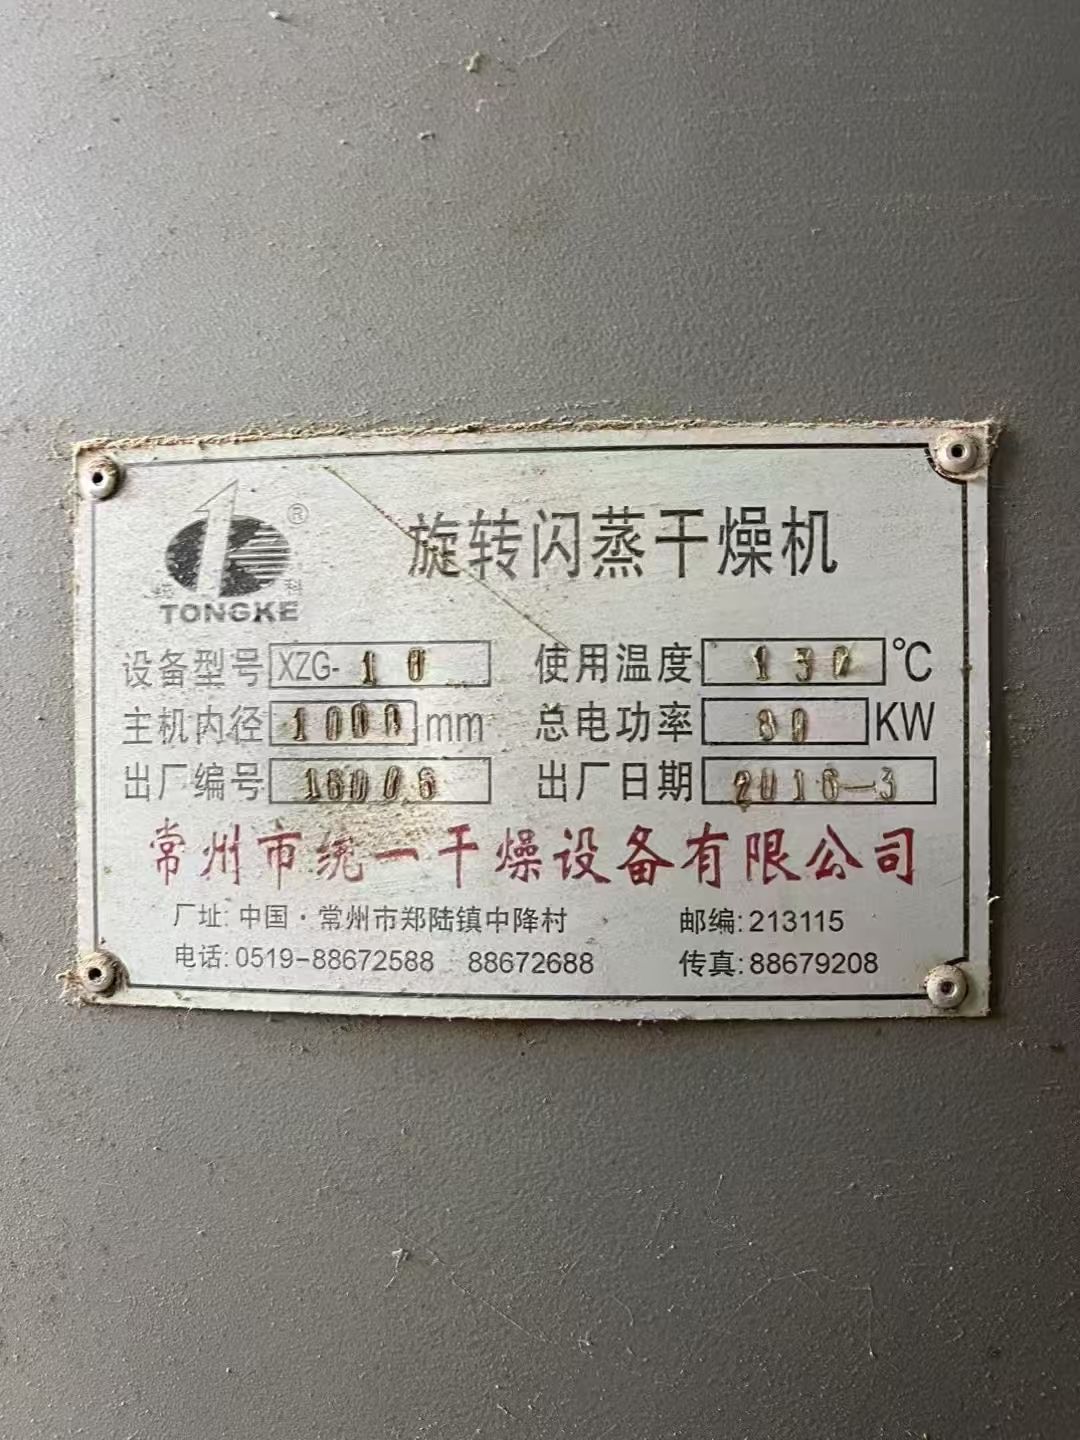 旋转闪蒸干燥机
®
科
TONGKE
设备型号 XZG-10 使用温度 130 ℃
主机内径 1000 mm 总电功率 80 KW
出厂编号 16006 出厂日期 2016-3
常州市统一干燥设备有限公司
厂址: 中国·常州市郑陆镇中降村 邮编: 213115
电话: 0519-88672588 88672688 传真: 88679208